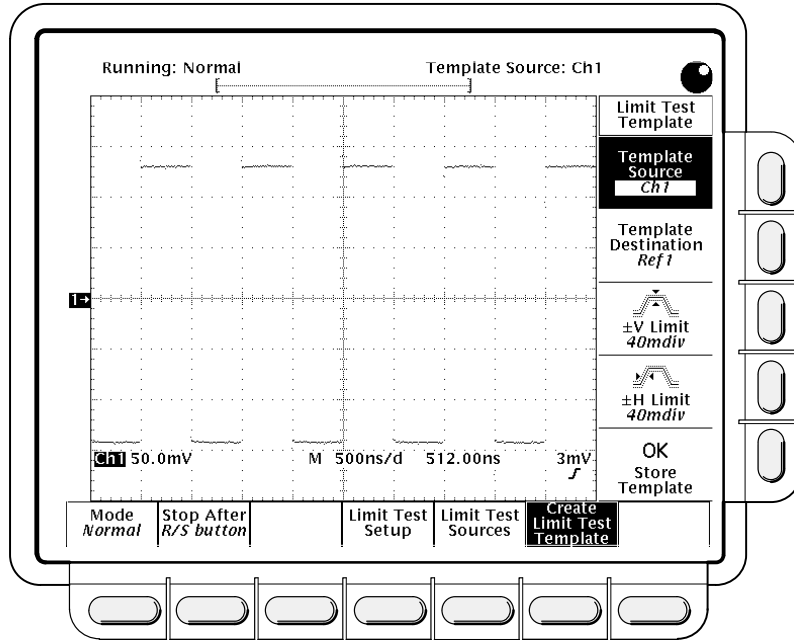 Running: Normal
Template Source: Ch1
Limit Test
Template
Template
Source
Ch1
Template
Destination
Ref1
±V Limit
40mdiv
±H Limit
40mdiv
OK
Store
Template
1→
Ch1 50.0mV M 500ns/d 512.00ns 3mV
Mode
Normal
Stop After
R/S button
Limit Test
Setup
Limit Test
Sources
Create
Limit Test
Template